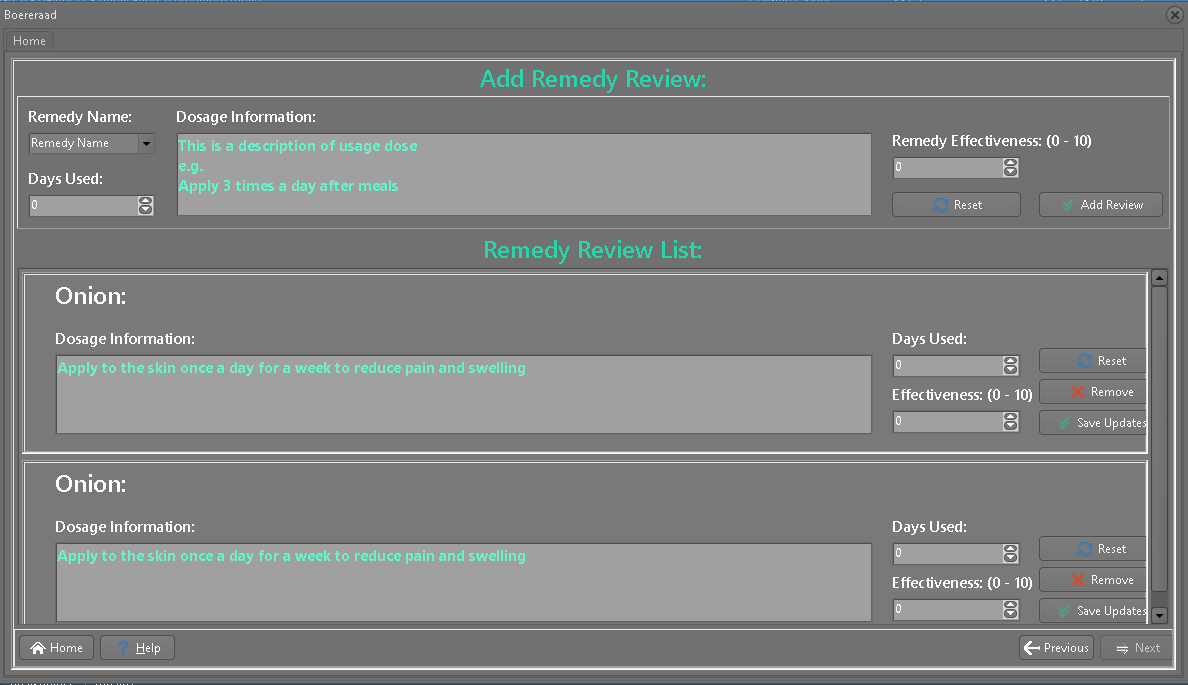 Boereraad
Home
Add Remedy Review:
Remedy Name:
Remedy Name
Days Used:
0
Dosage Information:
This is a description of usage dose
e.g.
Apply 3 times a day after meals
Remedy Effectiveness: (0 - 10)
0
Reset
Add Review
Remedy Review List:
Onion:
Dosage Information:
Apply to the skin once a day for a week to reduce pain and swelling
Days Used:
0
Effectiveness: (0 - 10)
0
Reset
Remove
Save Updates
Onion:
Dosage Information:
Apply to the skin once a day for a week to reduce pain and swelling
Days Used:
0
Effectiveness: (0 - 10)
0
Reset
Remove
Save Updates
Home
? Help
Previous
Next